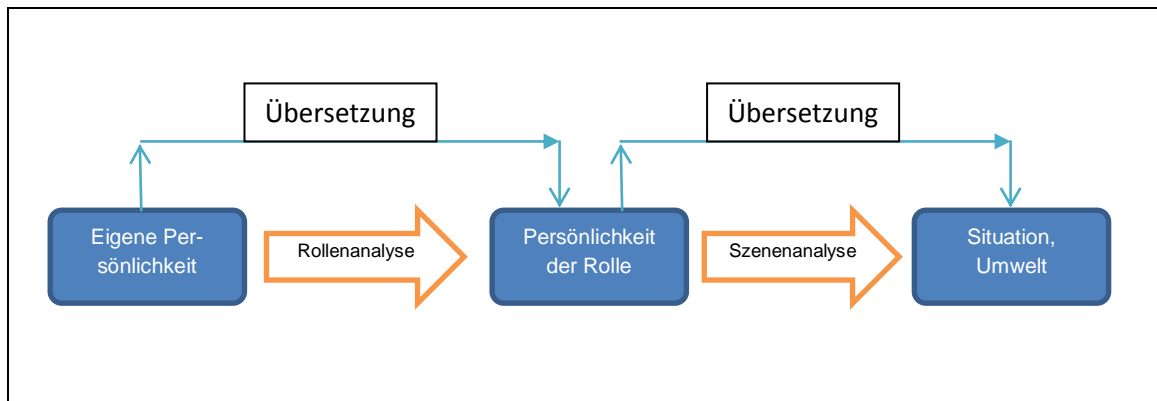 Übersetzung
Übersetzung
Eigene Per-
sönlichkeit
Rollenanalyse
Persönlichkeit
der Rolle
Szenenanalyse
Situation,
Umwelt